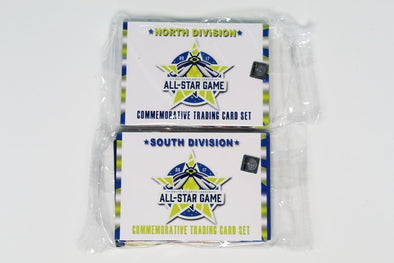 ★NORTH DIVISION★
ALL-STAR GAME
COMMEMORATIVE TRADING CARD SET
★SOUTH DIVISION★
ALL-STAR GAME
COMMEMORATIVE TRADING CARD SET